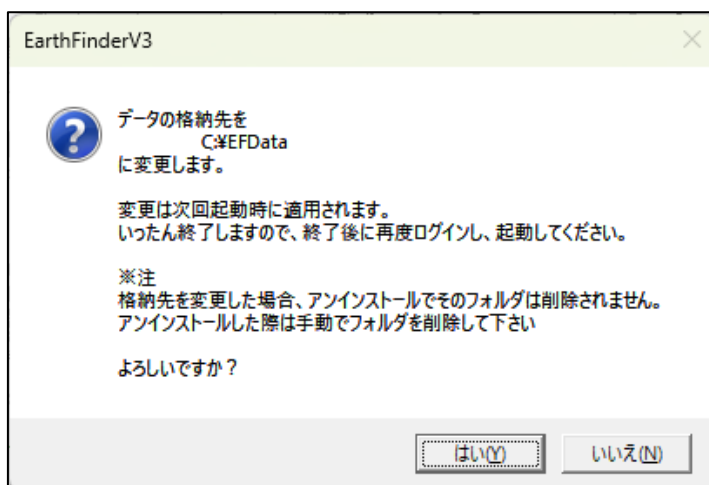 EarthFinderV3
データの格納先を
C:¥EFData
に変更します。
変更は次回起動時に適用されます。
いったん終了しますので、終了後に再度ログインし、起動してください。
※注
格納先を変更した場合、アンインストールでそのフォルダは削除されません。
アンインストールした際は手動でフォルダを削除して下さい
よろしいですか？
はい(Y)
いいえ(N)